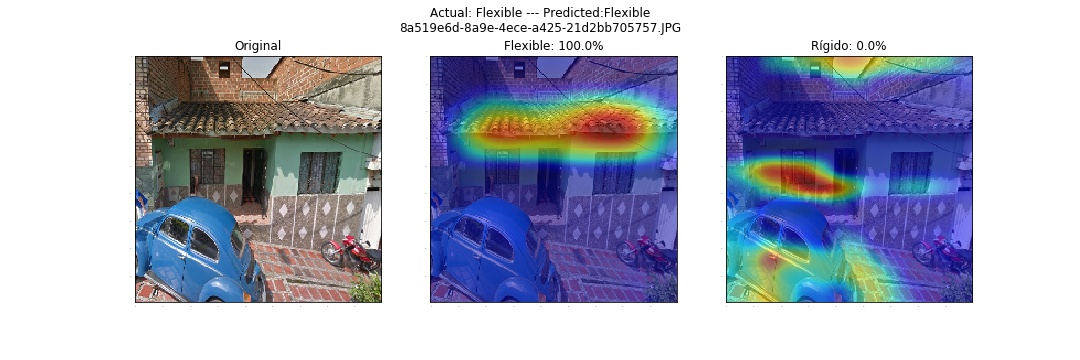 Actual: Flexible --- Predicted:Flexible
8a519e6d-8a9e-4ece-a425-21d2bb705757.JPG
Original
Flexible: 100.0%
Rígido: 0.0%